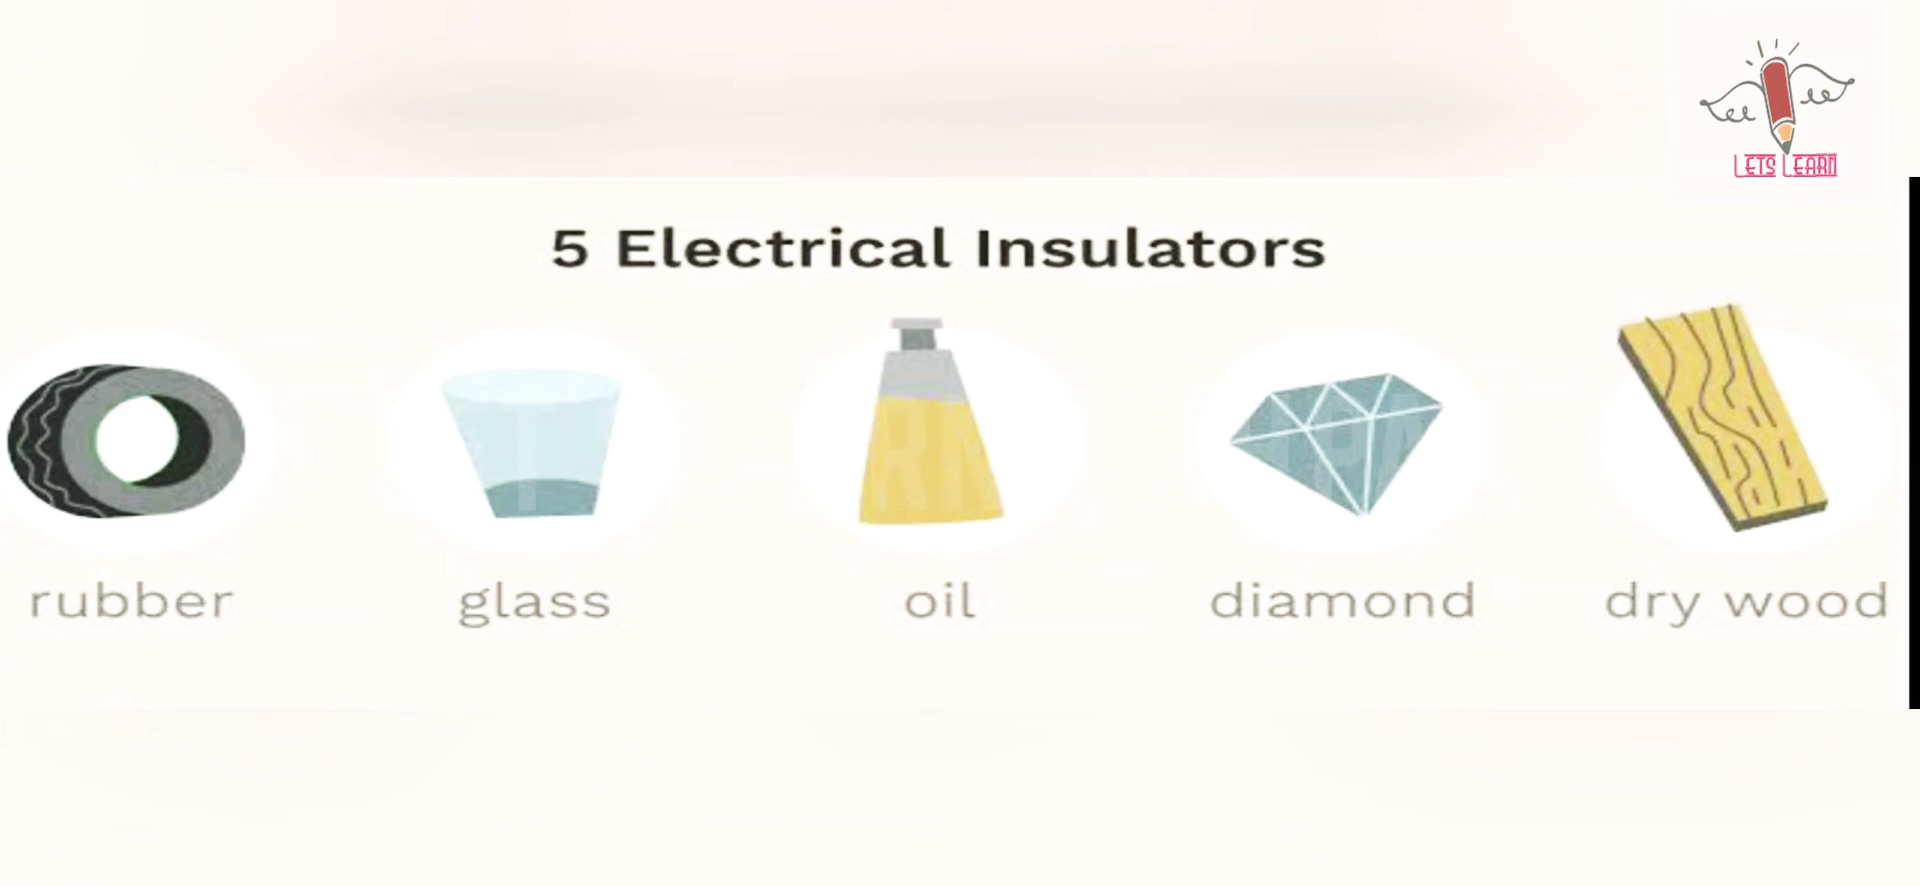 LETS LEARN
5 Electrical Insulators
rubber glass oil diamond dry wood